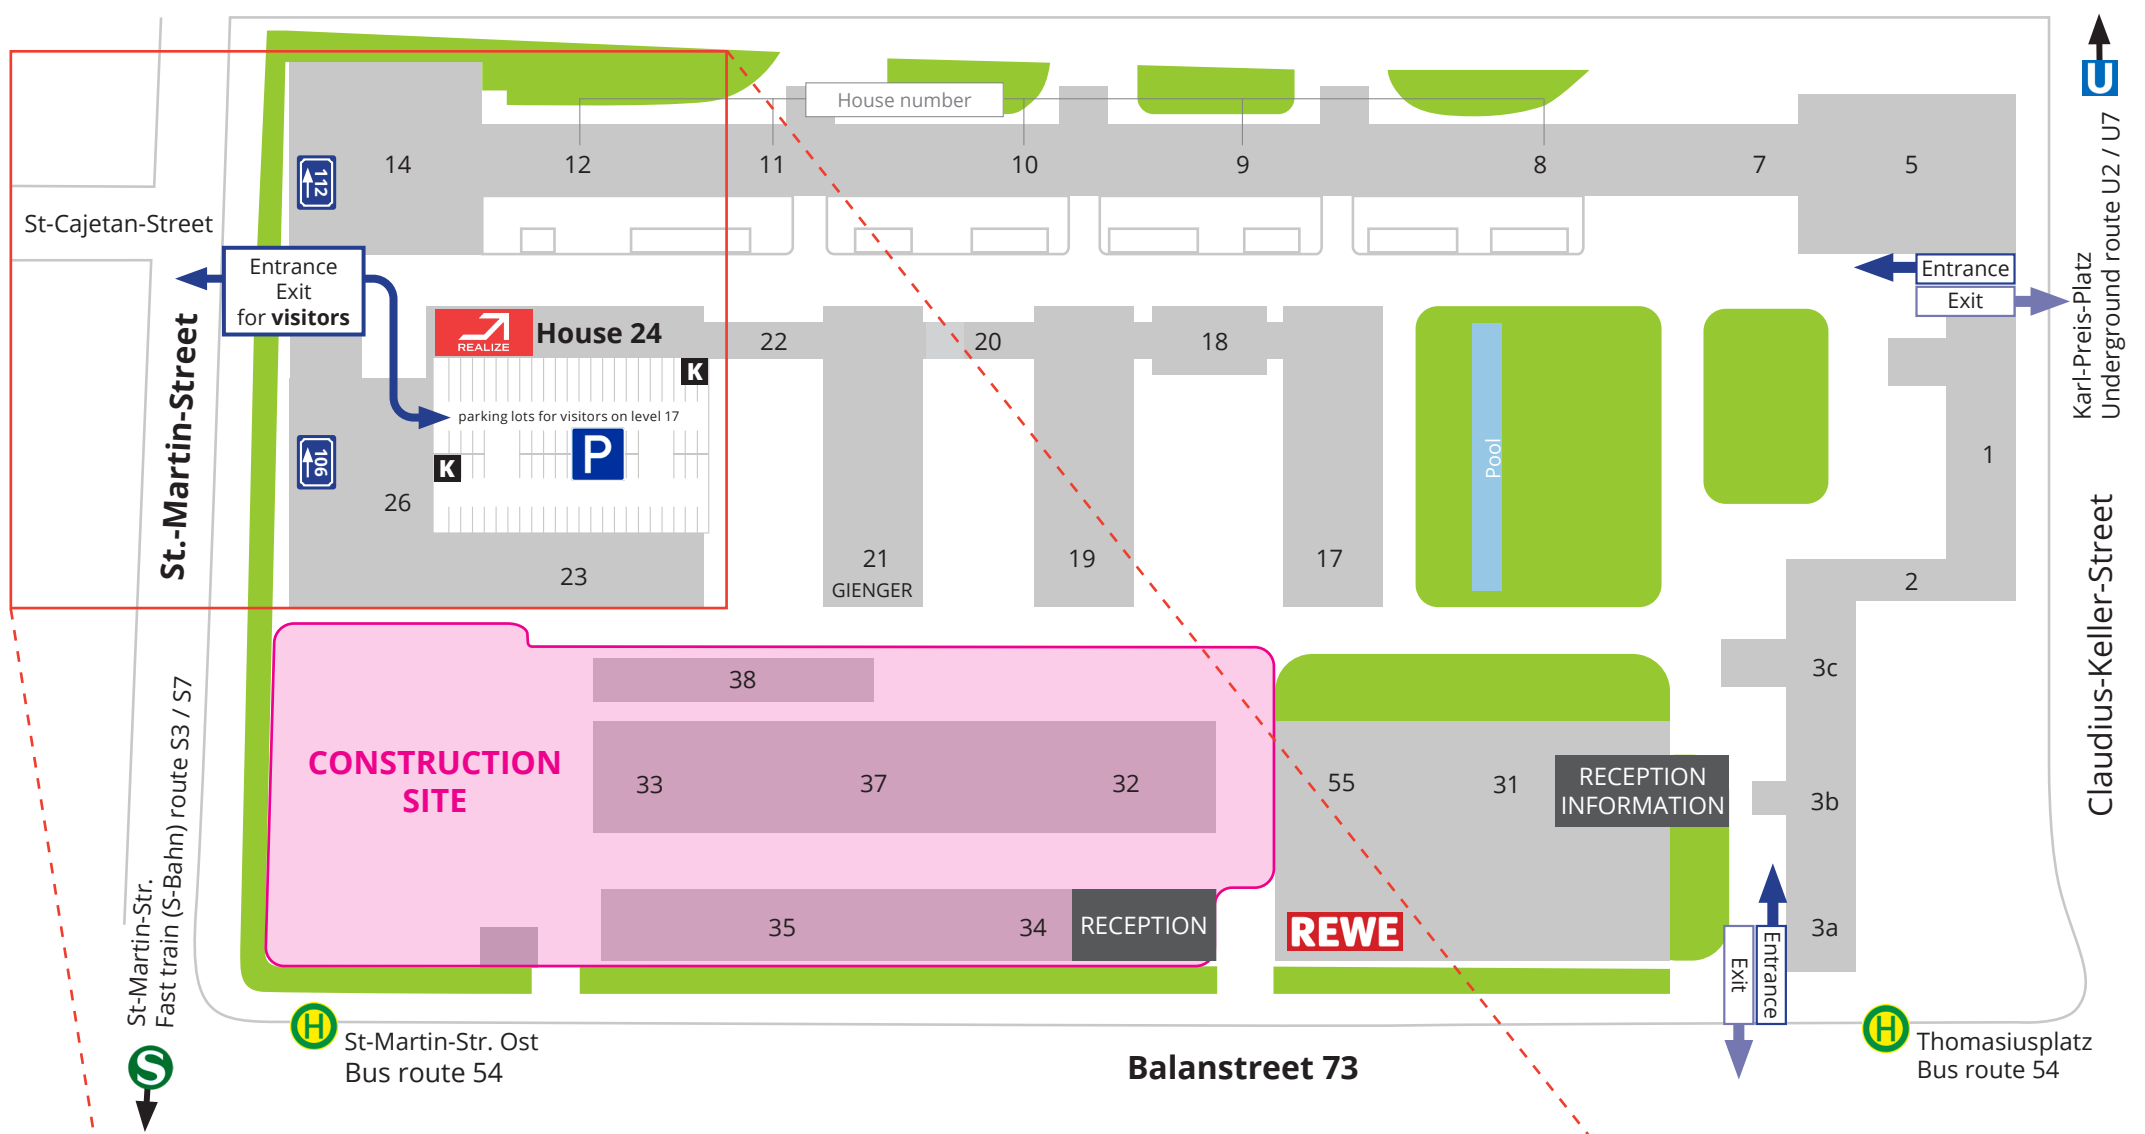 House number
14
12
11
10
9
8
7
5
112
St-Cajetan-Street
Entrance
Exit
for visitors
Entrance
Exit
U
Karl-Preis-Platz
Underground route U2 / U7
REALIZE
House 24
22
20
18
K
parking lots for visitors on level 17
P
K
106
26
23
21
GIENGER
19
17
Pool
1
2
St.-Martin-Street
Claudius-Keller-Street
38
CONSTRUCTION
SITE
33
37
32
55
31
RECEPTION
INFORMATION
3c
3b
3a
35
34
RECEPTION
REWE
Exit
Entrance
St-Martin-Str.
Fast train (S-Bahn) route S3 / S7
S
H
St-Martin-Str. Ost
Bus route 54
Balanstreet 73
H
Thomasiusplatz
Bus route 54